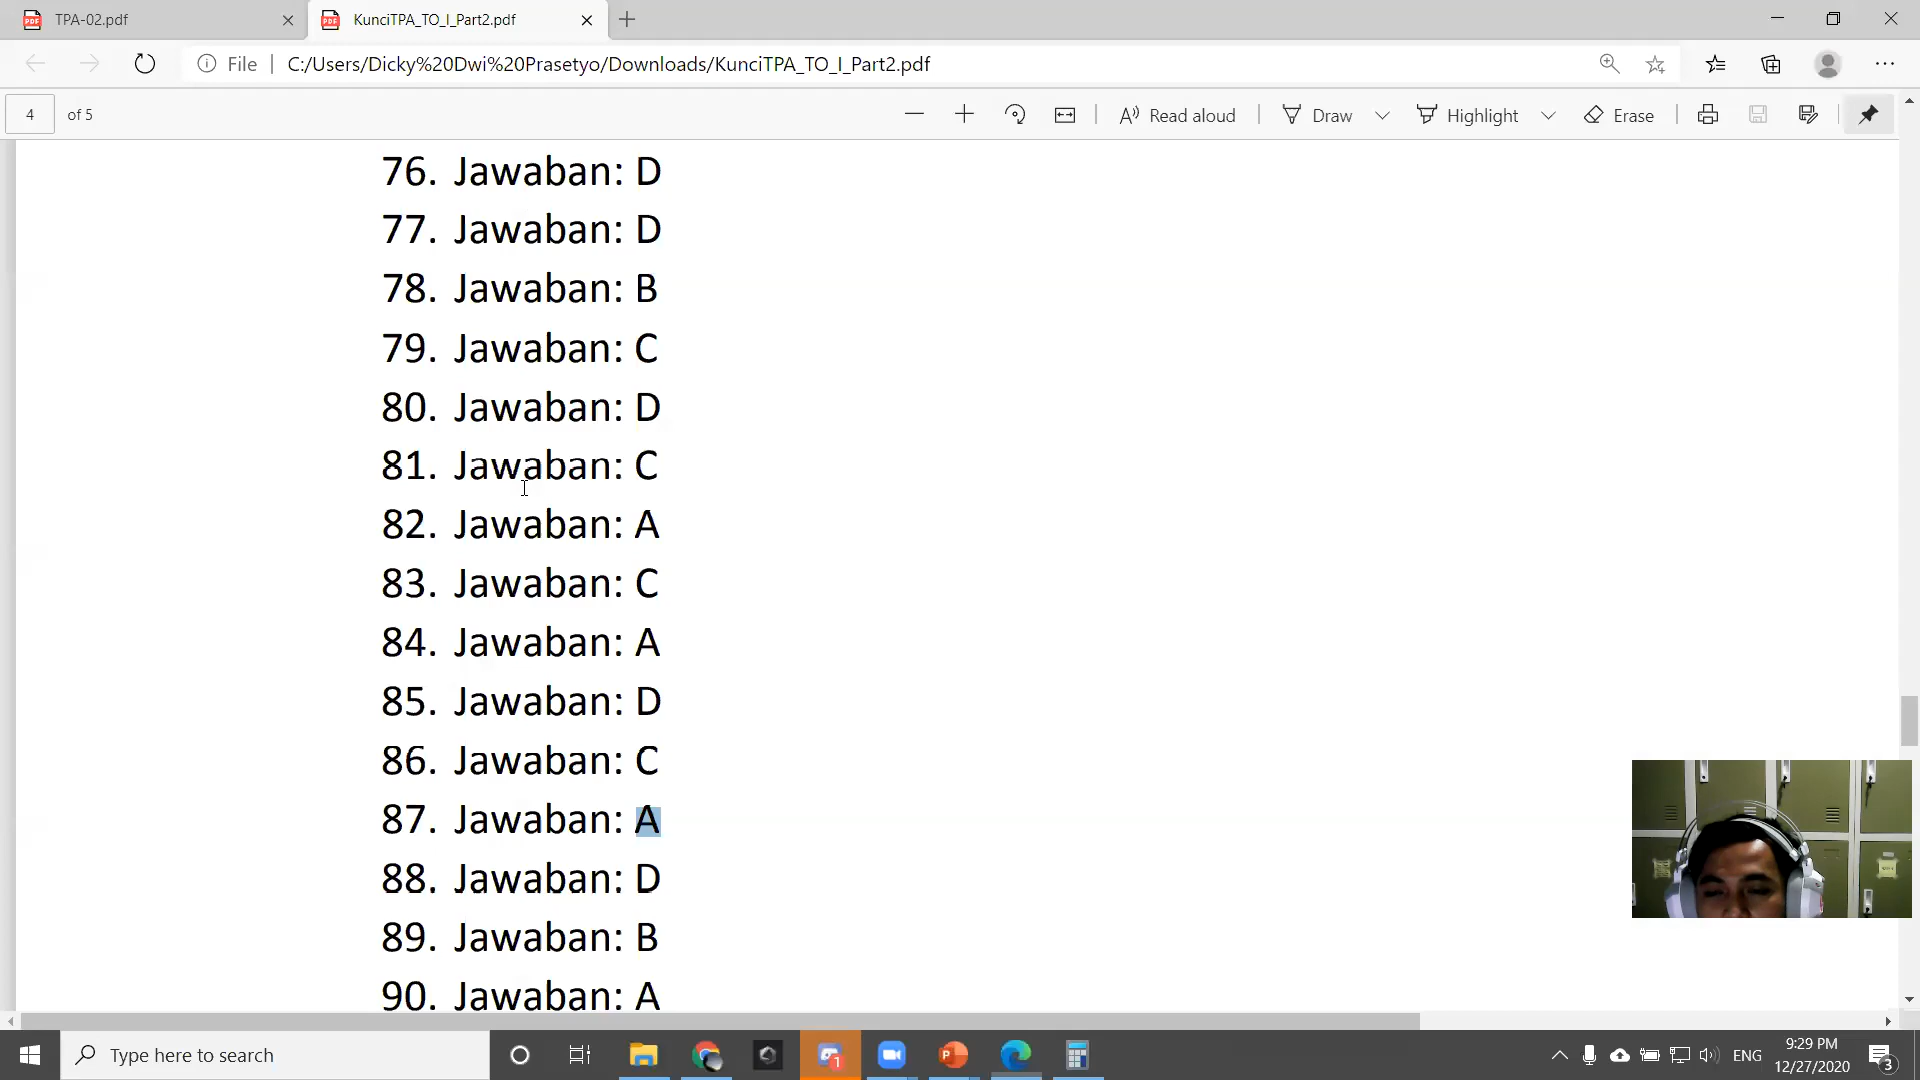 TPA-02.pdf
KunciTPA_TO_I_Part2.pdf
File
C:/Users/Dicky%20Dwi%20Prasetyo/Downloads/KunciTPA_TO_I_Part2.pdf
4 of 5
Read aloud
Draw
Highlight
Erase
76. Jawaban: D
77. Jawaban: D
78. Jawaban: B
79. Jawaban: C
80. Jawaban: D
81. Jawaban: C
82. Jawaban: A
83. Jawaban: C
84. Jawaban: A
85. Jawaban: D
86. Jawaban: C
87. Jawaban: A
88. Jawaban: D
89. Jawaban: B
90. Jawaban: A
Type here to search
1
P
ENG
9:29 PM
12/27/2020
3